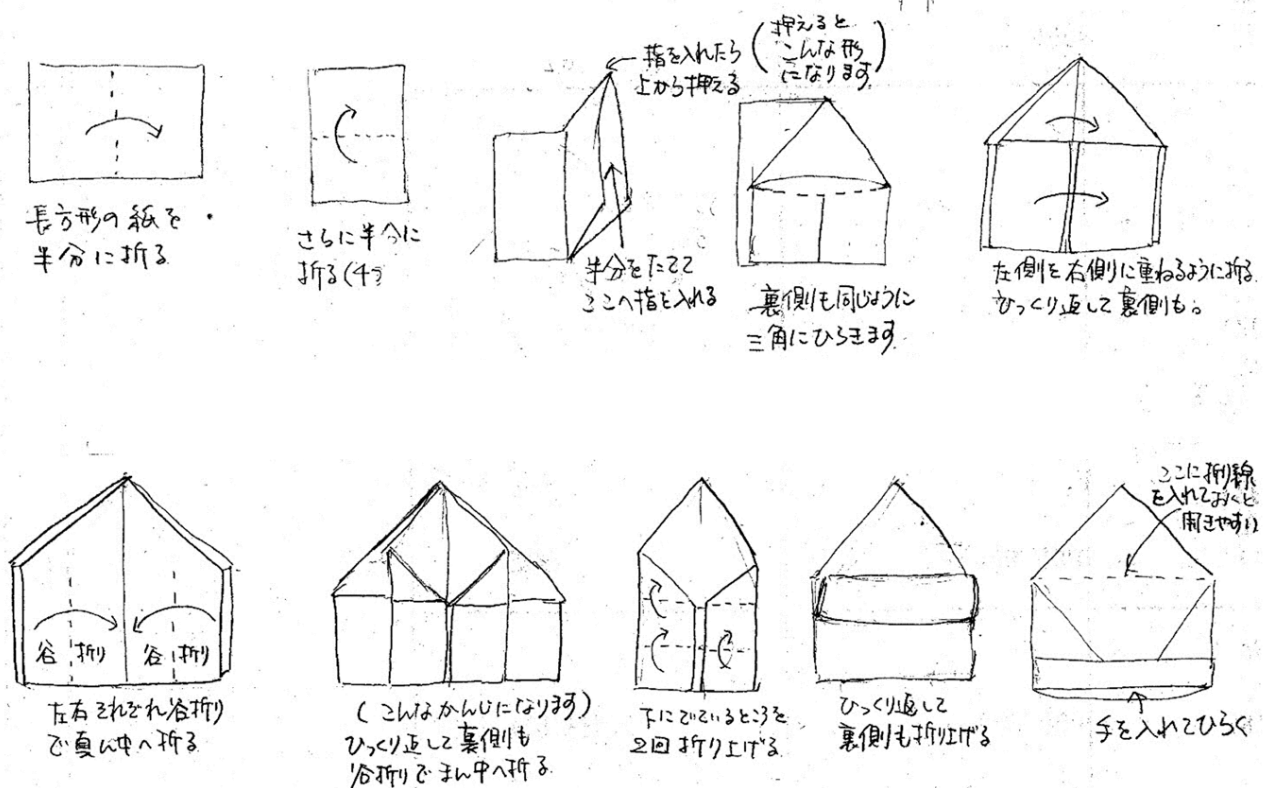 長方形の紙を
半分に折る
さらに半分に
折る(4つ
指を入れたら
上から押える
半分をたてて
ここへ指を入れる
(押えると
こんな形
になります)
裏側も同じように
三角にひらきます
左側を右側に重ねるように折る
ひっくり返して裏側も。
谷折り
谷折り
左右それぞれ谷折り
で真ん中へ折る
(こんなかんじになります)
ひっくり返して裏側も
谷折りでまん中へ折る
下にでているところを
2回折り上げる
ひっくり返して
裏側も折り上げる
ここに折り線
を入れておくと
開きやすい
手を入れてひらく